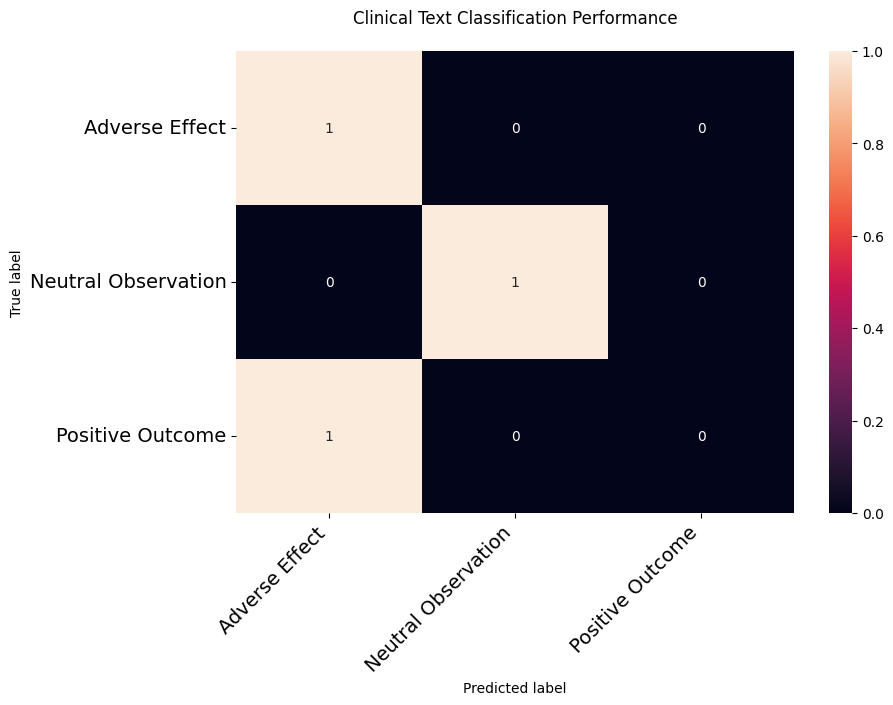 Clinical Text Classification Performance
True label
Adverse Effect
Neutral Observation
Positive Outcome
1 0 0
0 1 0
1 0 0
1.0
0.8
0.6
0.4
0.2
0.0
Adverse Effect
Neutral Observation
Positive Outcome
Predicted label